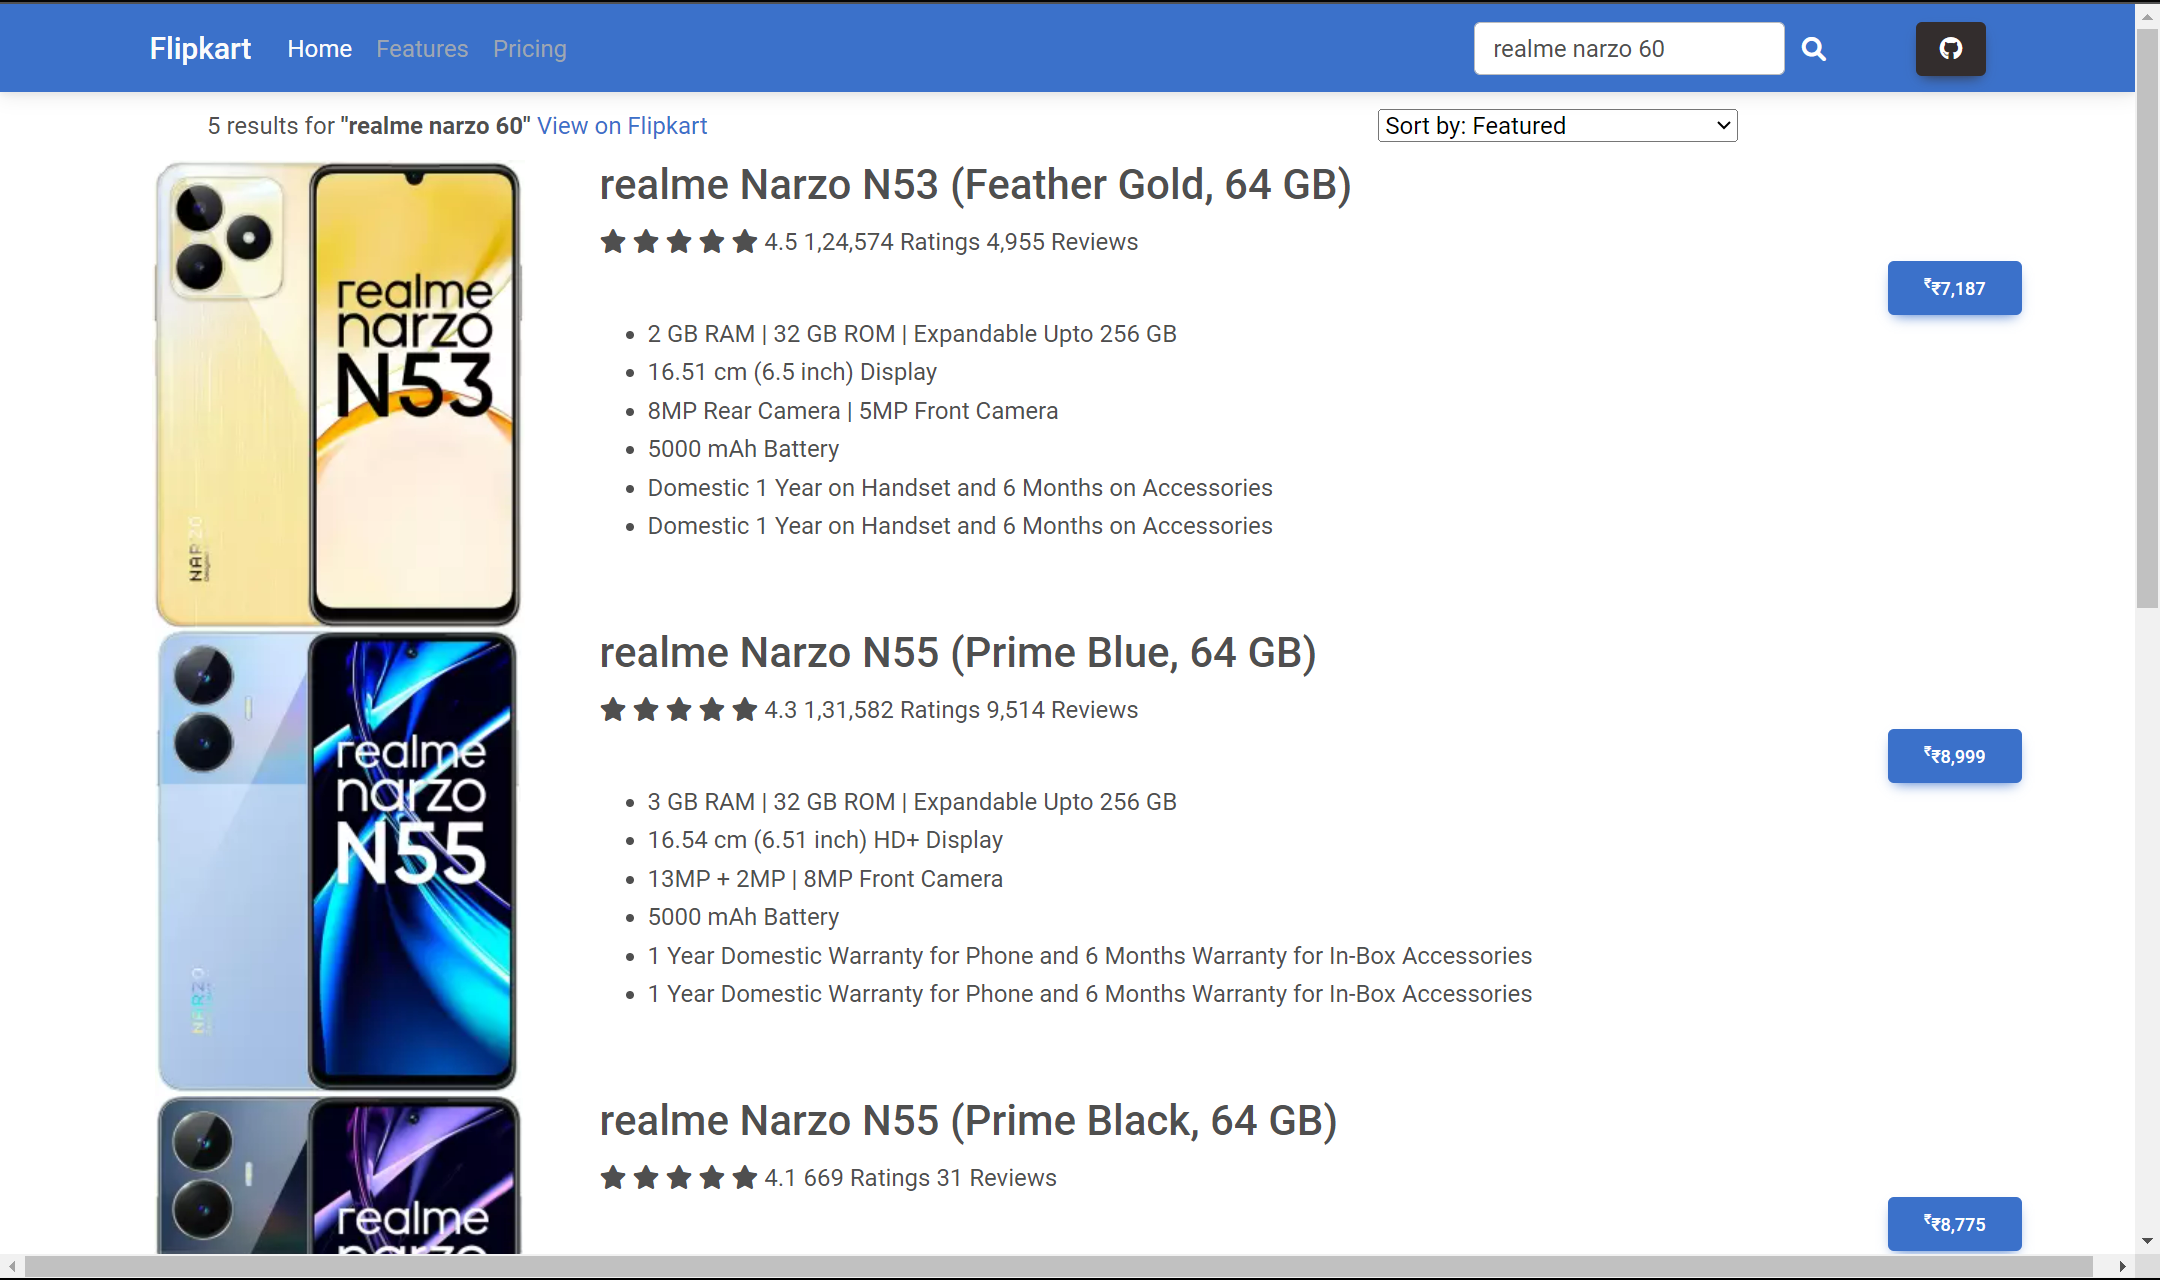 Flipkart Home Features Pricing realme narzo 60
5 results for "realme narzo 60" View on Flipkart Sort by: Featured
realme Narzo N53 (Feather Gold, 64 GB)
4.5 1,24,574 Ratings 4,955 Reviews
₹₹7,187
2 GB RAM | 32 GB ROM | Expandable Upto 256 GB
16.51 cm (6.5 inch) Display
8MP Rear Camera | 5MP Front Camera
5000 mAh Battery
Domestic 1 Year on Handset and 6 Months on Accessories
Domestic 1 Year on Handset and 6 Months on Accessories
realme
narzo
N53
NARZO
realme Narzo N55 (Prime Blue, 64 GB)
4.3 1,31,582 Ratings 9,514 Reviews
₹₹8,999
3 GB RAM | 32 GB ROM | Expandable Upto 256 GB
16.54 cm (6.51 inch) HD+ Display
13MP + 2MP | 8MP Front Camera
5000 mAh Battery
1 Year Domestic Warranty for Phone and 6 Months Warranty for In-Box Accessories
1 Year Domestic Warranty for Phone and 6 Months Warranty for In-Box Accessories
realme
narzo
N55
NARZO
realme Narzo N55 (Prime Black, 64 GB)
4.1 669 Ratings 31 Reviews
₹₹8,775
realme
narzo